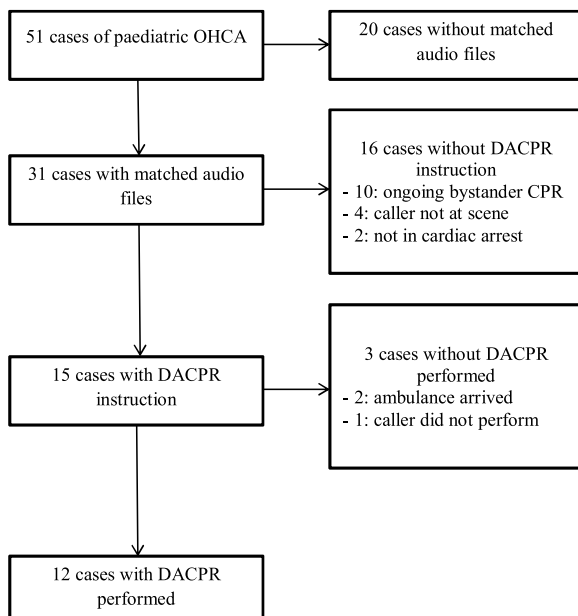 51 cases of paediatric OHCA
20 cases without matched
audio files
31 cases with matched audio
files
16 cases without DACPR
instruction
- 10: ongoing bystander CPR
- 4: caller not at scene
- 2: not in cardiac arrest
15 cases with DACPR
instruction
3 cases without DACPR
performed
- 2: ambulance arrived
- 1: caller did not perform
12 cases with DACPR
performed